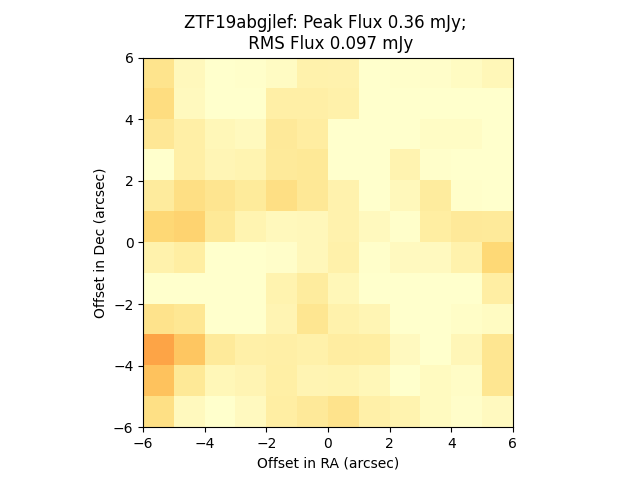 ZTF19abgjlef: Peak Flux 0.36 mJy;
RMS Flux 0.097 mJy
6
4
2
0
−2
−4
−6
Offset in Dec (arcsec)
−6 −4 −2 0 2 4 6
Offset in RA (arcsec)